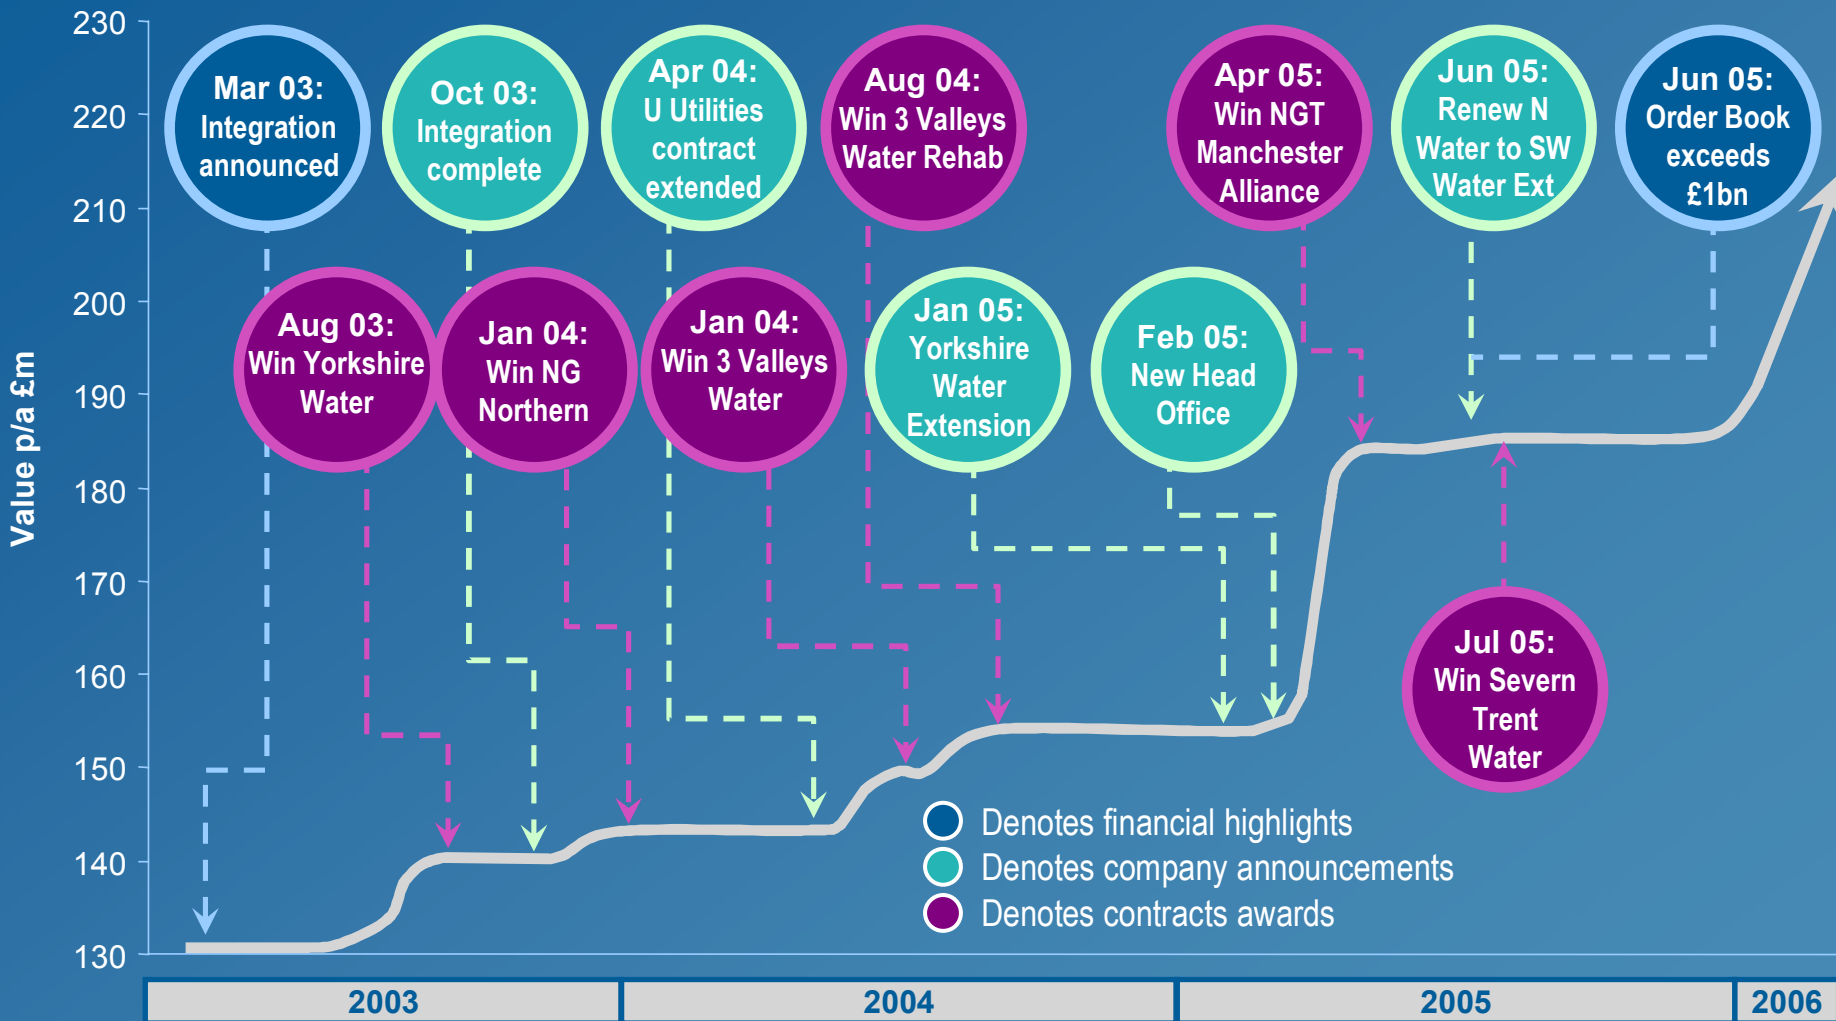 230
220
210
200
190
180
170
160
150
140
130
Value p/a £m
Mar 03:
Integration
announced
Oct 03:
Integration
complete
Apr 04:
U Utilities
contract
extended
Aug 04:
Win 3 Valleys
Water Rehab
Apr 05:
Win NGT
Manchester
Alliance
Jun 05:
Renew N
Water to SW
Water Ext
Jun 05:
Order Book
exceeds
£1bn
Aug 03:
Win Yorkshire
Water
Jan 04:
Win NG
Northern
Jan 04:
Win 3 Valleys
Water
Jan 05:
Yorkshire
Water
Extension
Feb 05:
New Head
Office
Jul 05:
Win Severn
Trent
Water
Denotes financial highlights
Denotes company announcements
Denotes contracts awards
2003
2004
2005
2006